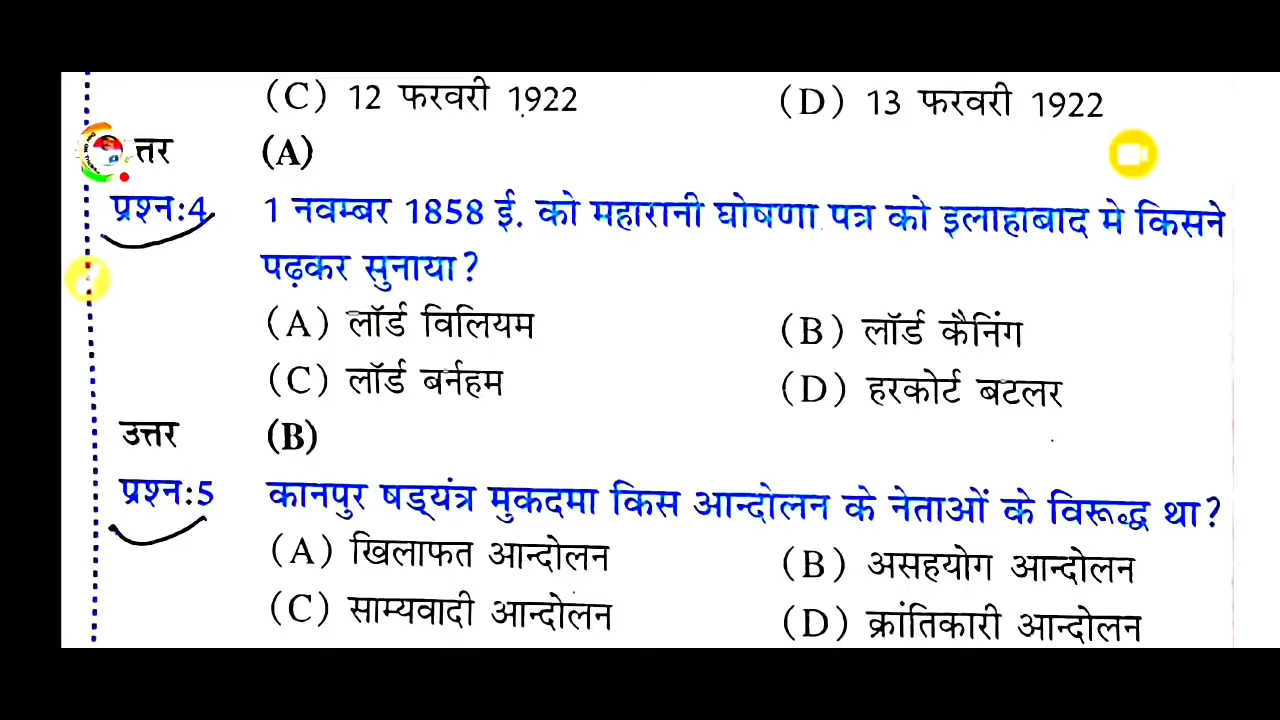 (C) 12 फरवरी 1922 (D) 13 फरवरी 1922
त्तर (A)
प्रश्न:4 1 नवम्बर 1858 ई. को महारानी घोषणा पत्र को इलाहाबाद मे किसने
पढ़कर सुनाया?
(A) लॉर्ड विलियम (B) लॉर्ड कैनिंग
(C) लॉर्ड बर्नहम (D) हरकोर्ट बटलर
उत्तर (B)
प्रश्न:5 कानपुर षड्यंत्र मुकदमा किस आन्दोलन के नेताओं के विरूद्ध था?
(A) खिलाफत आन्दोलन (B) असहयोग आन्दोलन
(C) साम्यवादी आन्दोलन (D) क्रांतिकारी आन्दोलन